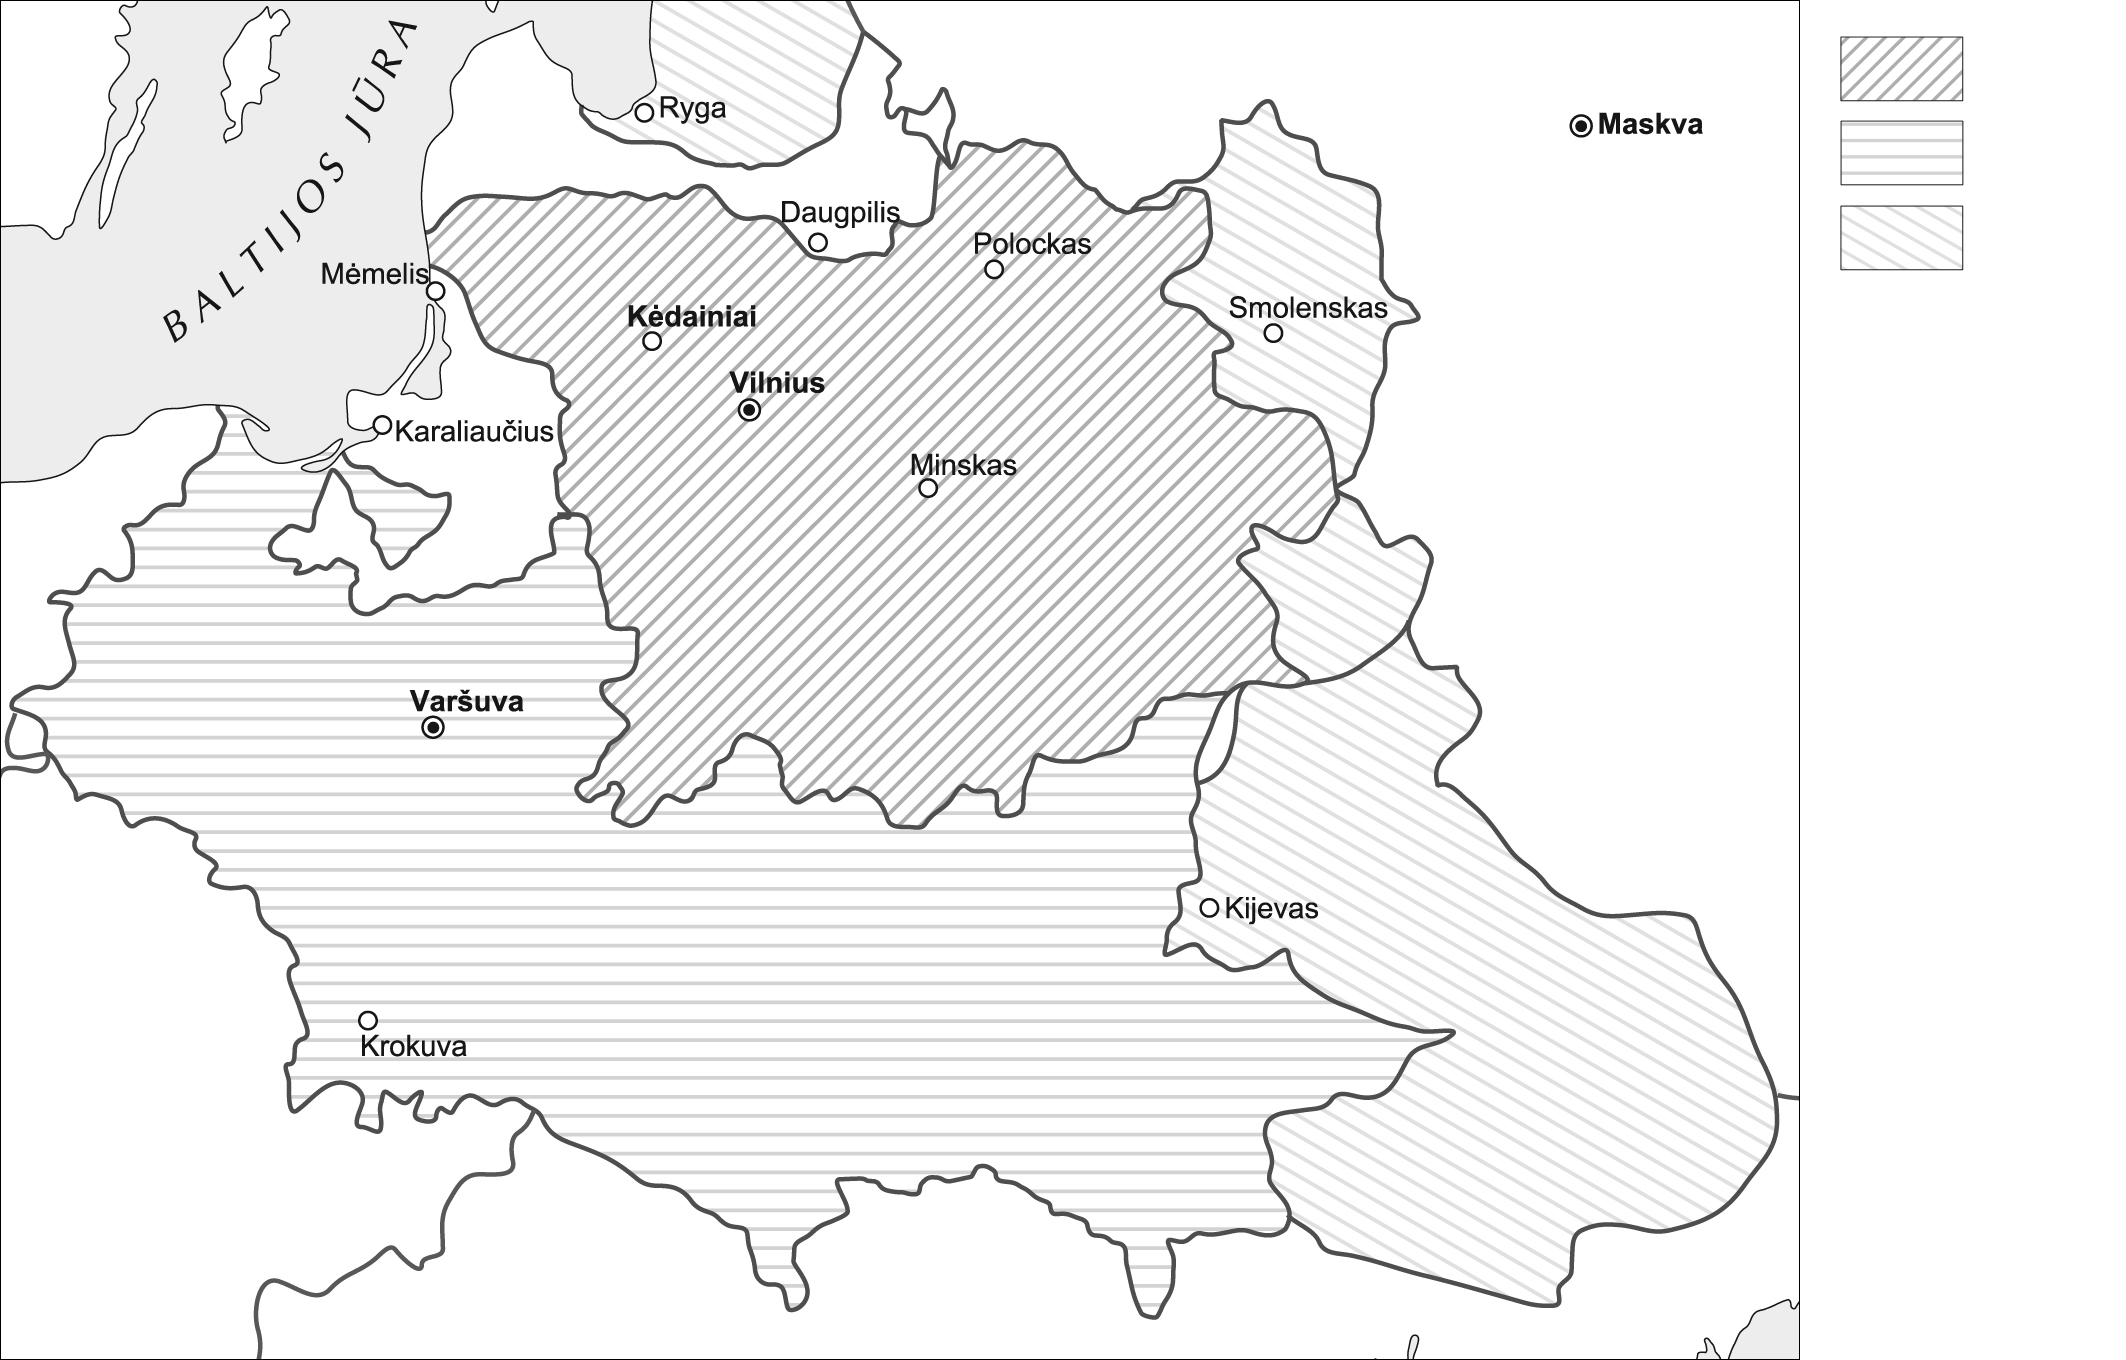 BALTIJOS JŪRA
Ryga
Maskva
Daugpilis
Polockas
Mėmelis
Smolenskas
Kėdainiai
Vilnius
Karaliaučius
Minskas
Varšuva
Kijevas
Krokuva